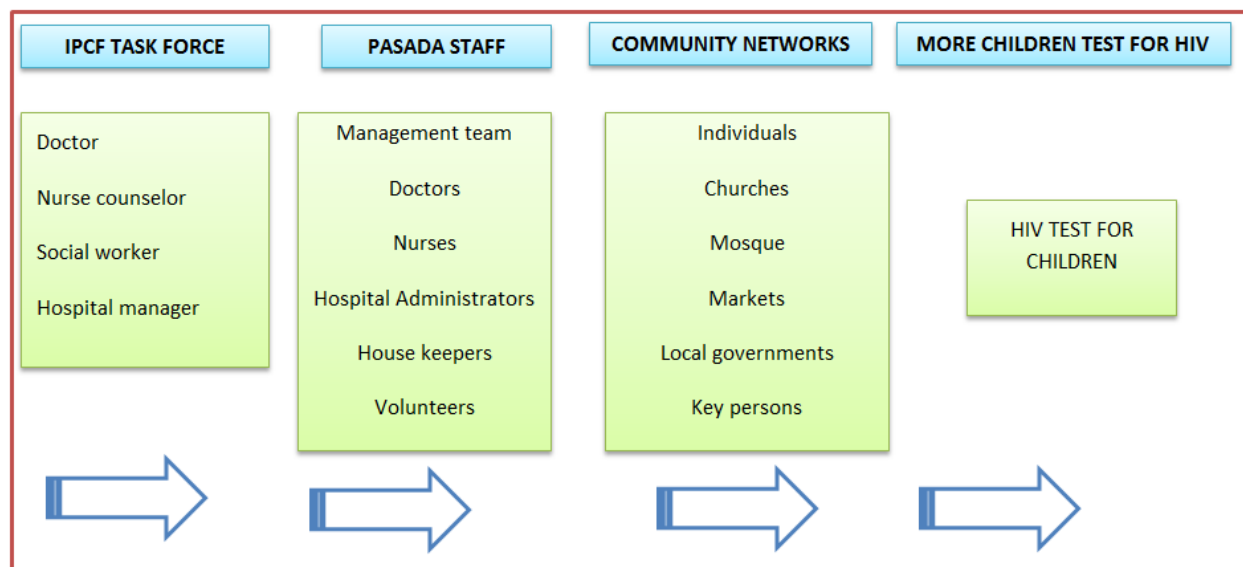 IPCF TASK FORCE
PASADA STAFF
COMMUNITY NETWORKS
MORE CHILDREN TEST FOR HIV
Doctor
Nurse counselor
Social worker
Hospital manager
Management team
Doctors
Nurses
Hospital Administrators
House keepers
Volunteers
Individuals
Churches
Mosque
Markets
Local governments
Key persons
HIV TEST FOR
CHILDREN